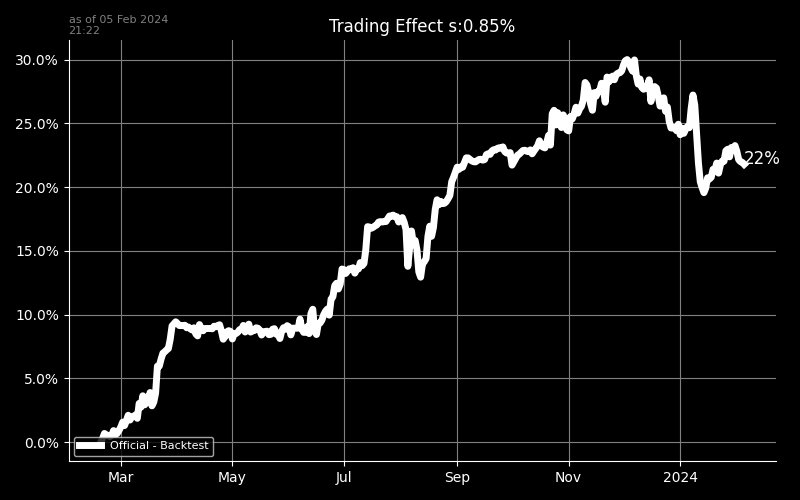 as of 05 Feb 2024
21:22
Trading Effect s:0.85%
30.0%
25.0%
20.0%
15.0%
10.0%
5.0%
0.0%
22%
Official - Backtest
Mar
May
Jul
Sep
Nov
2024